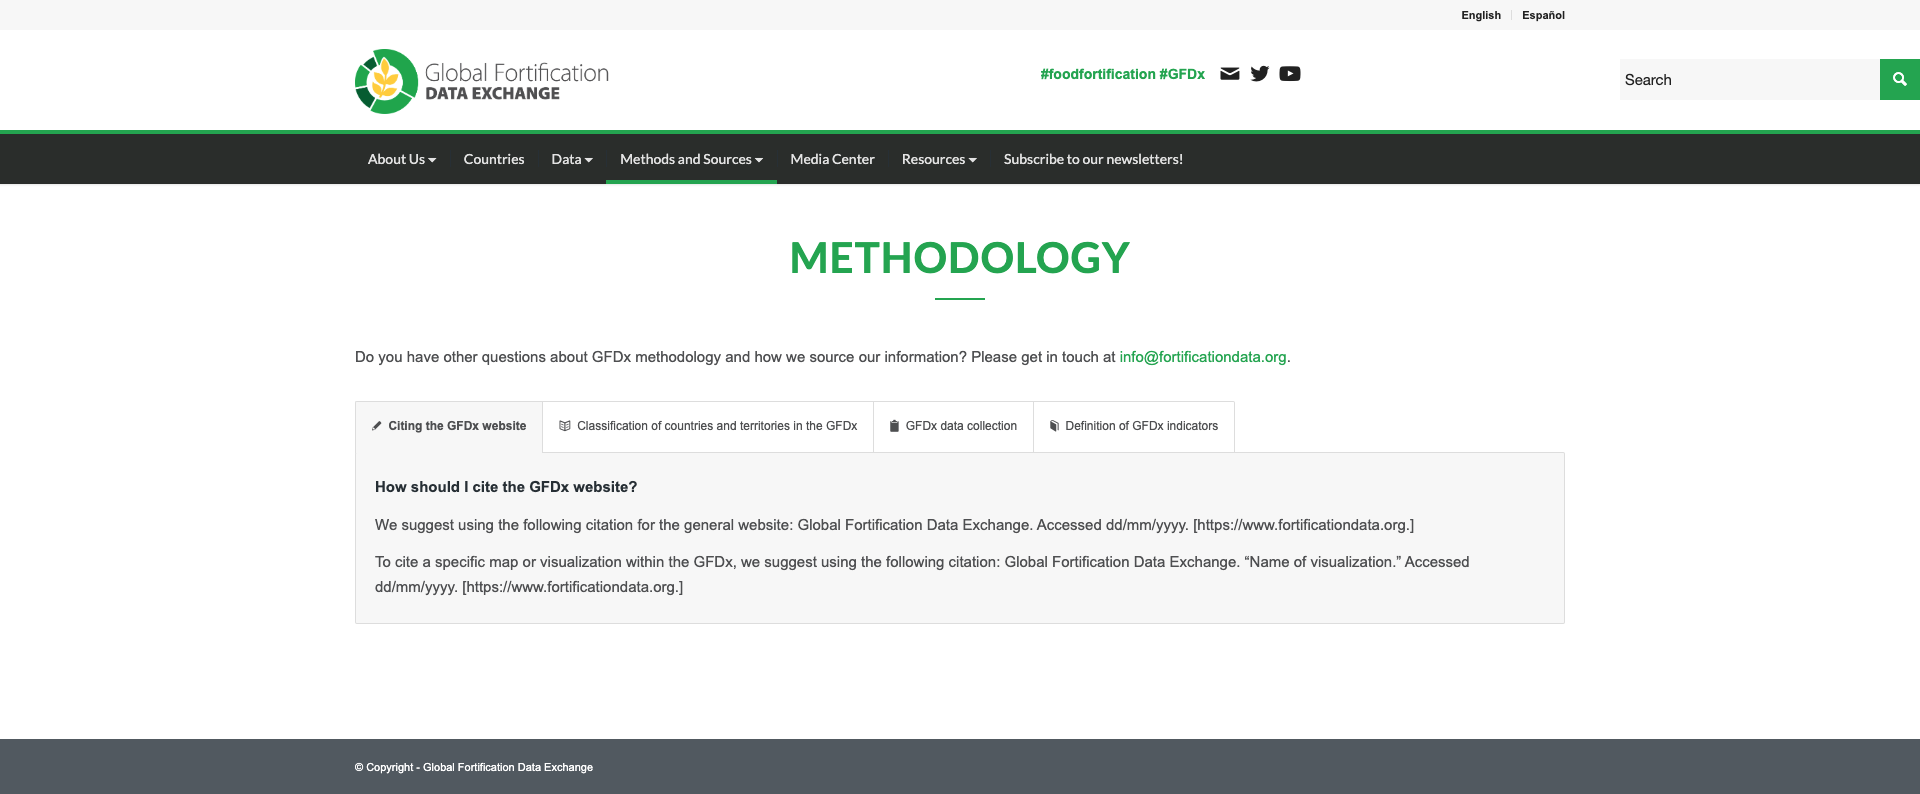 English
Español
Global Fortification
DATA EXCHANGE
#foodfortification #GFDx
Search
About Us
Countries
Data
Methods and Sources
Media Center
Resources
Subscribe to our newsletters!
METHODOLOGY
Do you have other questions about GFDx methodology and how we source our information? Please get in touch at info@fortificationdata.org.
Citing the GFDx website
Classification of countries and territories in the GFDx
GFDx data collection
Definition of GFDx indicators
How should I cite the GFDx website?
We suggest using the following citation for the general website: Global Fortification Data Exchange. Accessed dd/mm/yyyy. [https://www.fortificationdata.org.]
To cite a specific map or visualization within the GFDx, we suggest using the following citation: Global Fortification Data Exchange. “Name of visualization.” Accessed
dd/mm/yyyy. [https://www.fortificationdata.org.]
© Copyright - Global Fortification Data Exchange